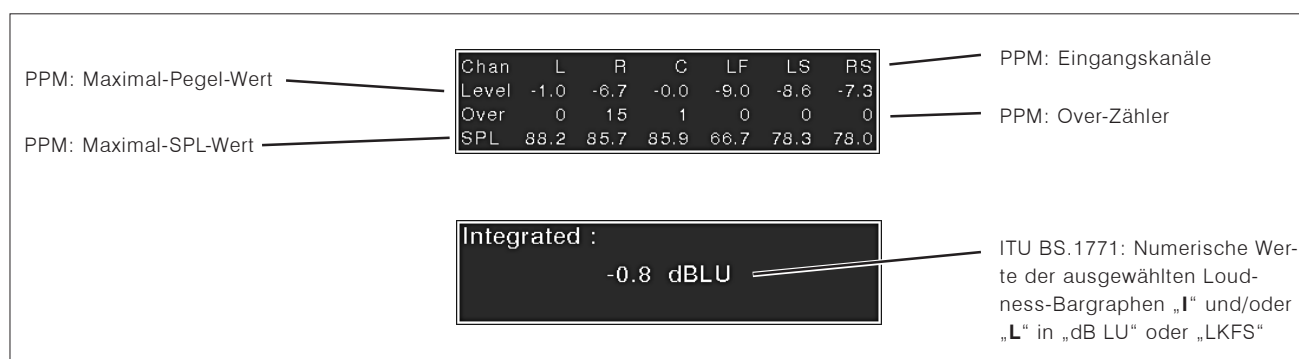 PPM: Maximal-Pegel-Wert
PPM: Maximal-SPL-Wert
Chan L R C LF LS RS
Level -1.0 -6.7 -0.0 -9.0 -8.6 -7.3
Over 0 15 1 0 0 0
SPL 88.2 85.7 85.9 66.7 78.3 78.0
PPM: Eingangskanäle
PPM: Over-Zähler
Integrated :
-0.8 dBLU
ITU BS.1771: Numerische Wer-
te der ausgewählten Loud-
ness-Bargraphen „I“ und/oder
„L“ in „dB LU“ oder „LKFS“